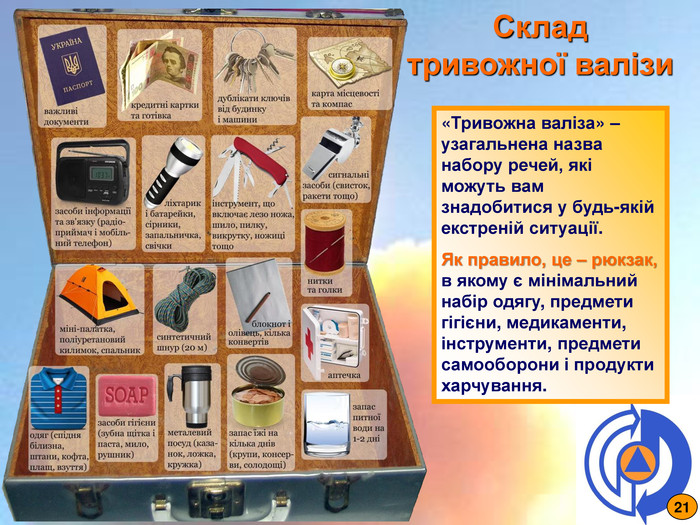 Склад
тривожної валізи
УКРАЇНА
ПАСПОРТ
важливі
документи
кредитні картки
та готівка
дублікати ключів
від будинку
і машини
карта місцевості
та компас
засоби інформації
та зв'язку (радіо-
приймач і мобіль-
ний телефон)
ліхтарик
і батарейки,
сірники,
запальничка,
свічки
інструмент, що
включає лезо ножа,
шило, пилку,
викрутку, ножиці
тощо
сигнальні
засоби (свисток,
ракети тощо)
нитки
та голки
міні-палатка,
поліуретановий
килимок, спальник
синтетичний
шнур (20 м)
блокнот і
олівець, кілька
конвертів
аптечка
одяг (спідня
білизна,
штани, кофта,
плащ, взуття)
SOAP
засоби гігієни
(зубна щітка і
паста, мило,
рушник)
металевий
посуд (каза-
нок, ложка,
кружка)
запас їжі на
кілька днів
(крупи, консер-
ви, солодощі)
запас
питної
води на
1-2 дні
«Тривожна валіза» –
узагальнена назва
набору речей, які
можуть вам
знадобитися у будь-якій
екстреній ситуації.
Як правило, це – рюкзак,
в якому є мінімальний
набір одягу, предмети
гігієни, медикаменти,
інструменти, предмети
самооборони і продукти
харчування.
21